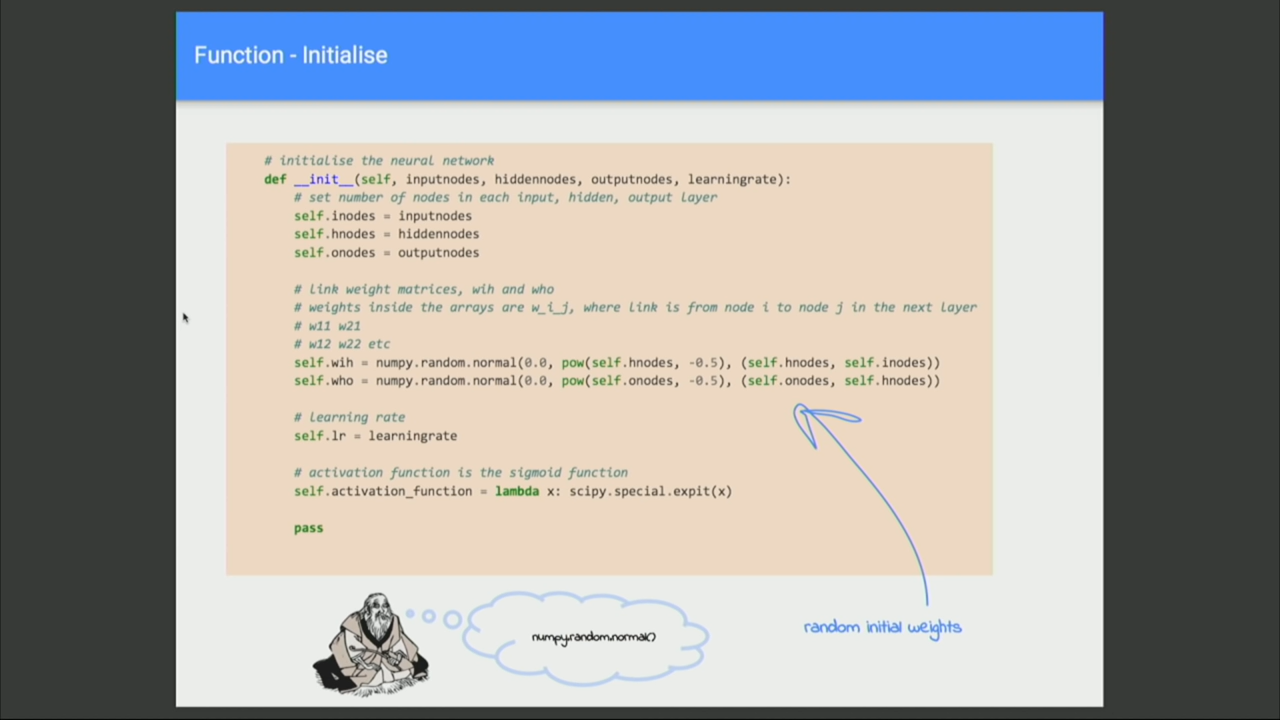 Function - Initialise
# initialise the neural network
def __init__(self, inputnodes, hiddennodes, outputnodes, learningrate):
# set number of nodes in each input, hidden, output layer
self.inodes = inputnodes
self.hnodes = hiddennodes
self.onodes = outputnodes
# link weight matrices, wih and who
# weights inside the arrays are w_i_j, where link is from node i to node j in the next layer
# w11 w21
# w12 w22 etc
self.wih = numpy.random.normal(0.0, pow(self.hnodes, -0.5), (self.hnodes, self.inodes))
self.who = numpy.random.normal(0.0, pow(self.onodes, -0.5), (self.onodes, self.hnodes))
# learning rate
self.lr = learningrate
# activation function is the sigmoid function
self.activation_function = lambda x: scipy.special.expit(x)
pass
numpy.random.normal()
random initial weights